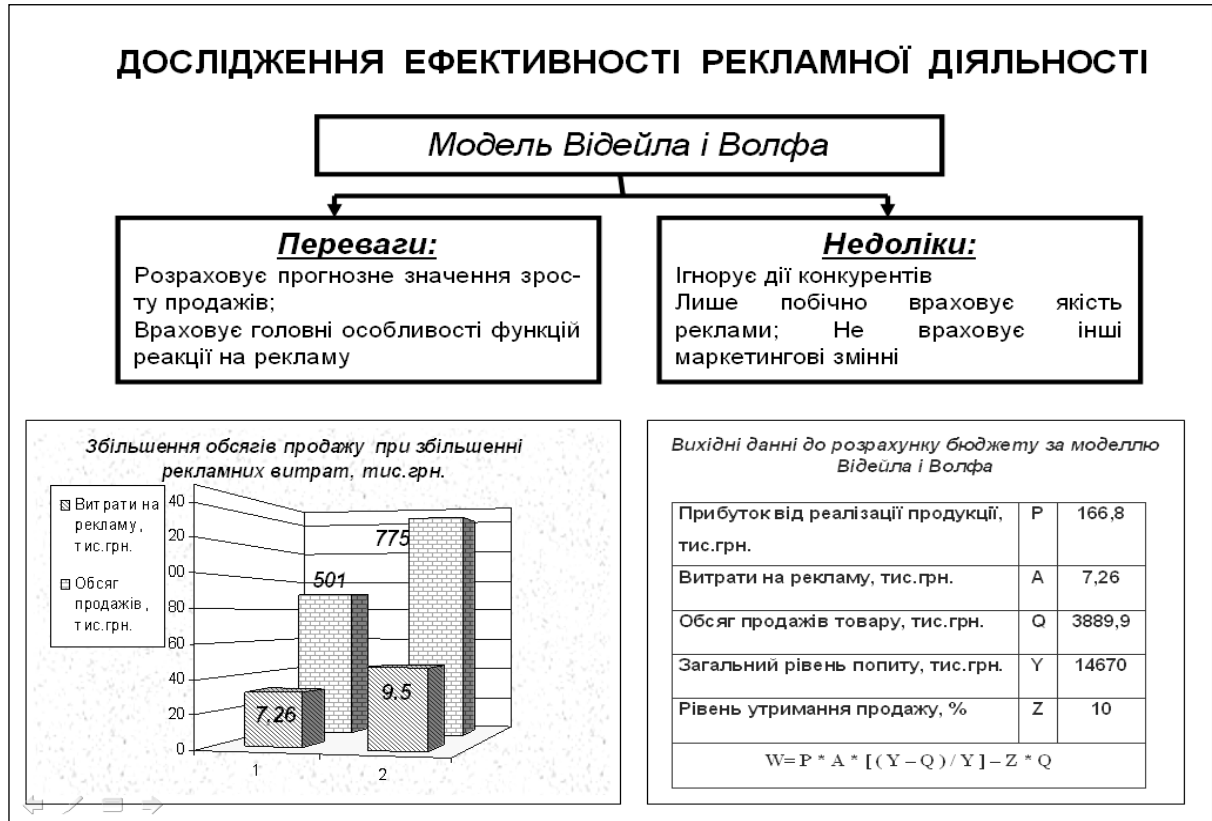 ДОСЛІДЖЕННЯ ЕФЕКТИВНОСТІ РЕКЛАМНОЇ ДІЯЛЬНОСТІ
Модель Відейла і Волфа
Переваги:
Розраховує прогнозне значення зрос-
ту продажів;
Враховує головні особливості функцій
реакції на рекламу
Недоліки:
Ігнорує дії конкурентів
Лише побічно враховує якість
реклами; Не враховує інші
маркетингові змінні
Збільшення обсягів продажу при збільшенні
рекламних витрат, тис.грн.
Витрати на
рекламу,
тис.грн.
Обсяг
продажів,
тис.грн.
40
20
00
80
60
40
20
0
501
775
7,26
9.5
1
2
Вихідні данні до розрахунку бюджету за моделлю
Відейла і Волфа
Прибуток від реалізації продукції, P 166,8
тис.грн.
Витрати на рекламу, тис.грн. A 7,26
Обсяг продажів товару, тис.грн. Q 3889,9
Загальний рівень попиту, тис.грн. Y 14670
Рівень утримання продажу, % Z 10
W= P * A * [ ( Y – Q ) / Y ] – Z * Q